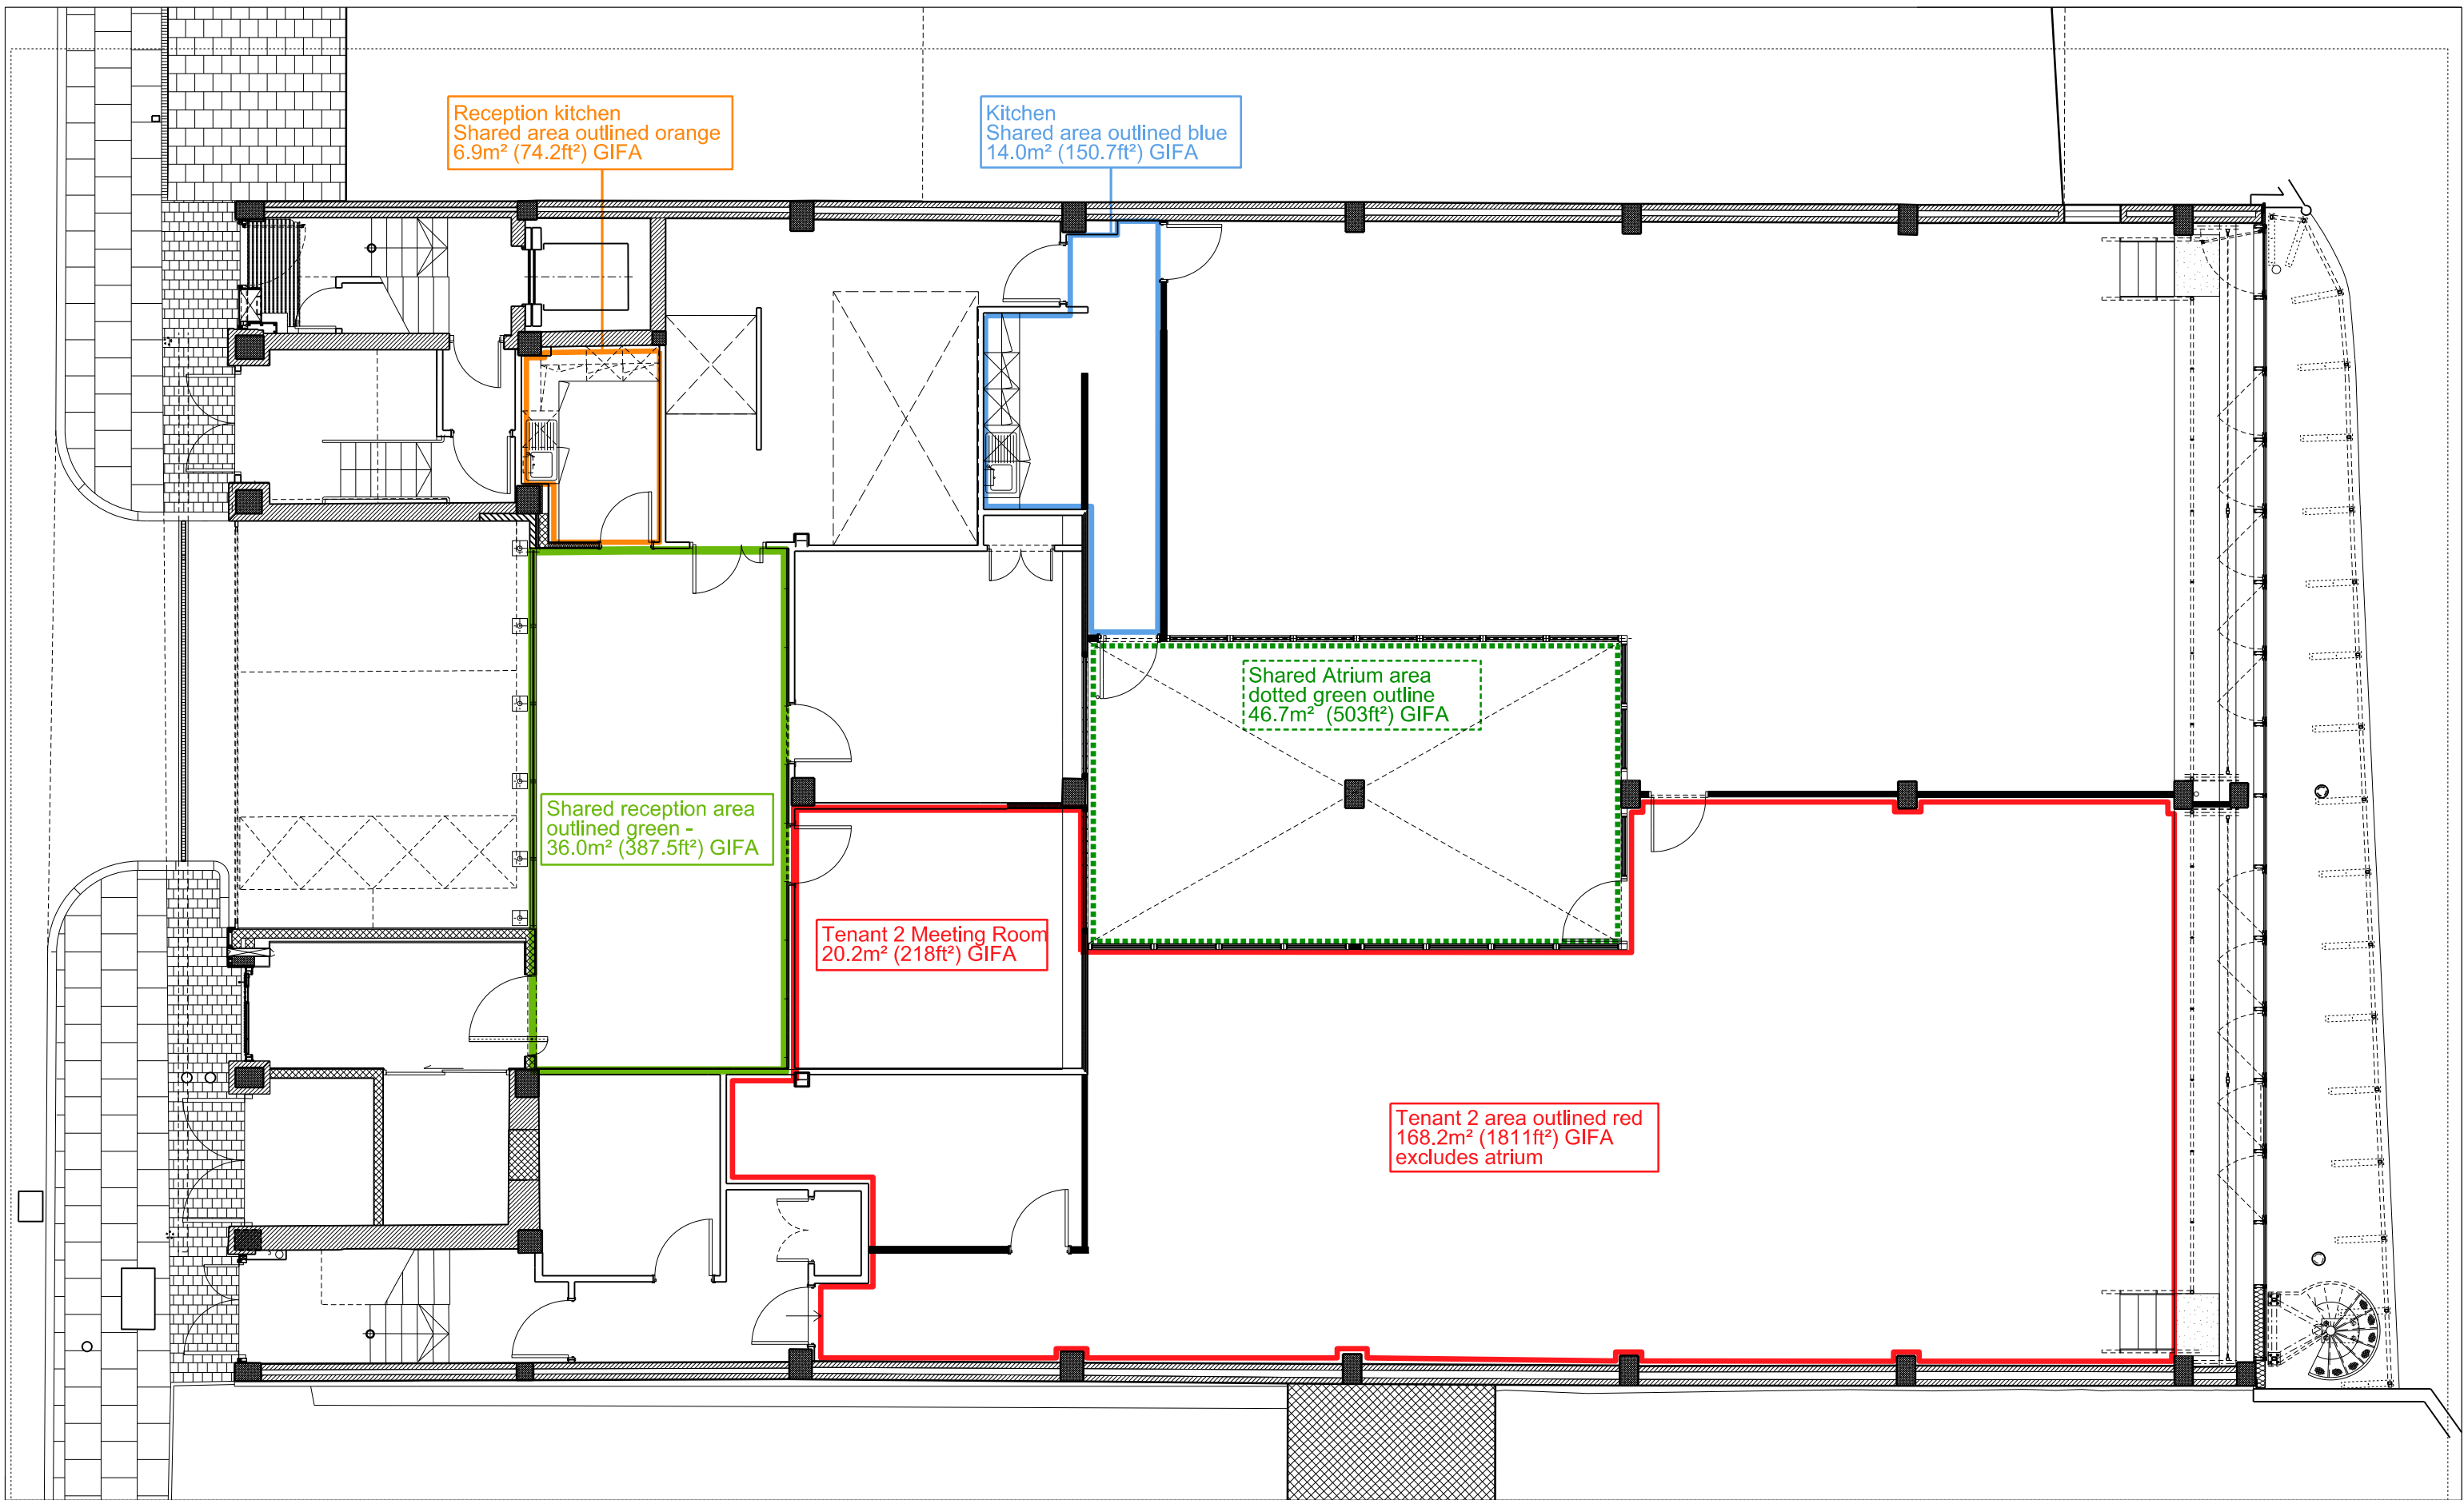 Reception kitchen
Shared area outlined orange
6.9m² (74.2ft²) GIFA
Kitchen
Shared area outlined blue
14.0m² (150.7ft²) GIFA
Shared Atrium area
dotted green outline
46.7m² (503ft²) GIFA
Shared reception area
outlined green -
36.0m² (387.5ft²) GIFA
Tenant 2 Meeting Room
20.2m² (218ft²) GIFA
Tenant 2 area outlined red
168.2m² (1811ft²) GIFA
excludes atrium